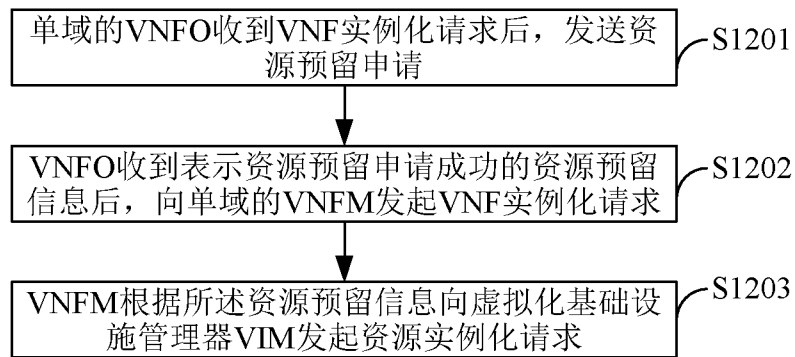 单域的VNFO收到VNF实例化请求后，发送资
源预留申请
S1201
VNFO收到表示资源预留申请成功的资源预留
信息后，向单域的VNFM发起VNF实例化请求
S1202
VNFM根据所述资源预留信息向虚拟化基础设
施管理器VIM发起资源实例化请求
S1203